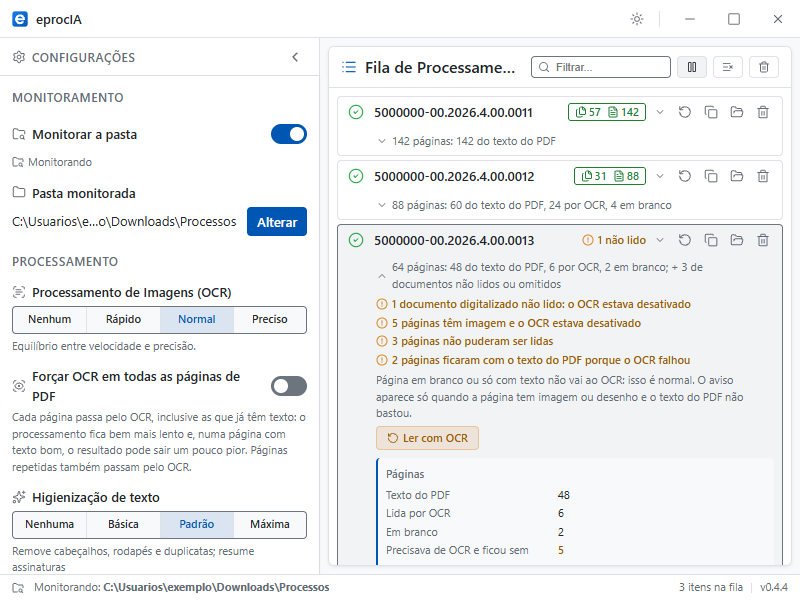 eprocIA
CONFIGURAÇÕES
MONITORAMENTO
Monitorar a pasta
Monitorando
Pasta monitorada
C:\Usuarios\e...o\Downloads\Processos
Alterar
PROCESSAMENTO
Processamento de Imagens (OCR)
Nenhum Rápido Normal Preciso
Equilíbrio entre velocidade e precisão.
Forçar OCR em todas as páginas de
PDF
Cada página passa pelo OCR, inclusive as que já têm texto: o
processamento fica bem mais lento e, numa página com
texto bom, o resultado pode sair um pouco pior. Páginas
repetidas também passam pelo OCR.
Higienização de texto
Nenhuma Básica Padrão Máxima
Remove cabeçalhos, rodapés e duplicatas; resume
assinaturas
Fila de Processame...
Filtrar...
5000000-00.2026.4.00.0011
57 142
142 páginas: 142 do texto do PDF
5000000-00.2026.4.00.0012
31 88
88 páginas: 60 do texto do PDF, 24 por OCR, 4 em branco
5000000-00.2026.4.00.0013
1 não lido
64 páginas: 48 do texto do PDF, 6 por OCR, 2 em branco; + 3 de
documentos não lidos ou omitidos
1 documento digitalizado não lido: o OCR estava desativado
5 páginas têm imagem e o OCR estava desativado
3 páginas não puderam ser lidas
2 páginas ficaram com o texto do PDF porque o OCR falhou
Página em branco ou só com texto não vai ao OCR: isso é normal. O aviso
aparece só quando a página tem imagem ou desenho e o texto do PDF não
bastou.
Ler com OCR
Páginas
Texto do PDF 48
Lida por OCR 6
Em branco 2
Precisava de OCR e ficou sem 5
Monitorando: C:\Usuarios\exemplo\Downloads\Processos
3 itens na fila
v0.4.4